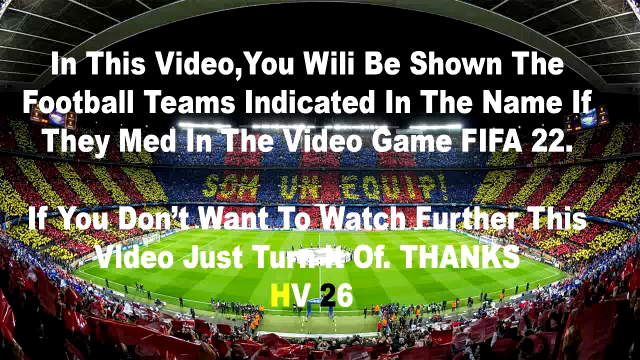 In This Video,You Wili Be Shown The
Football Teams Indicated In The Name If
They Med In The Video Game FIFA 22.
SOM UN EQUIP!
If You Don't Want To Watch Further This
Video Just Turn It Of. THANKS
HV 26